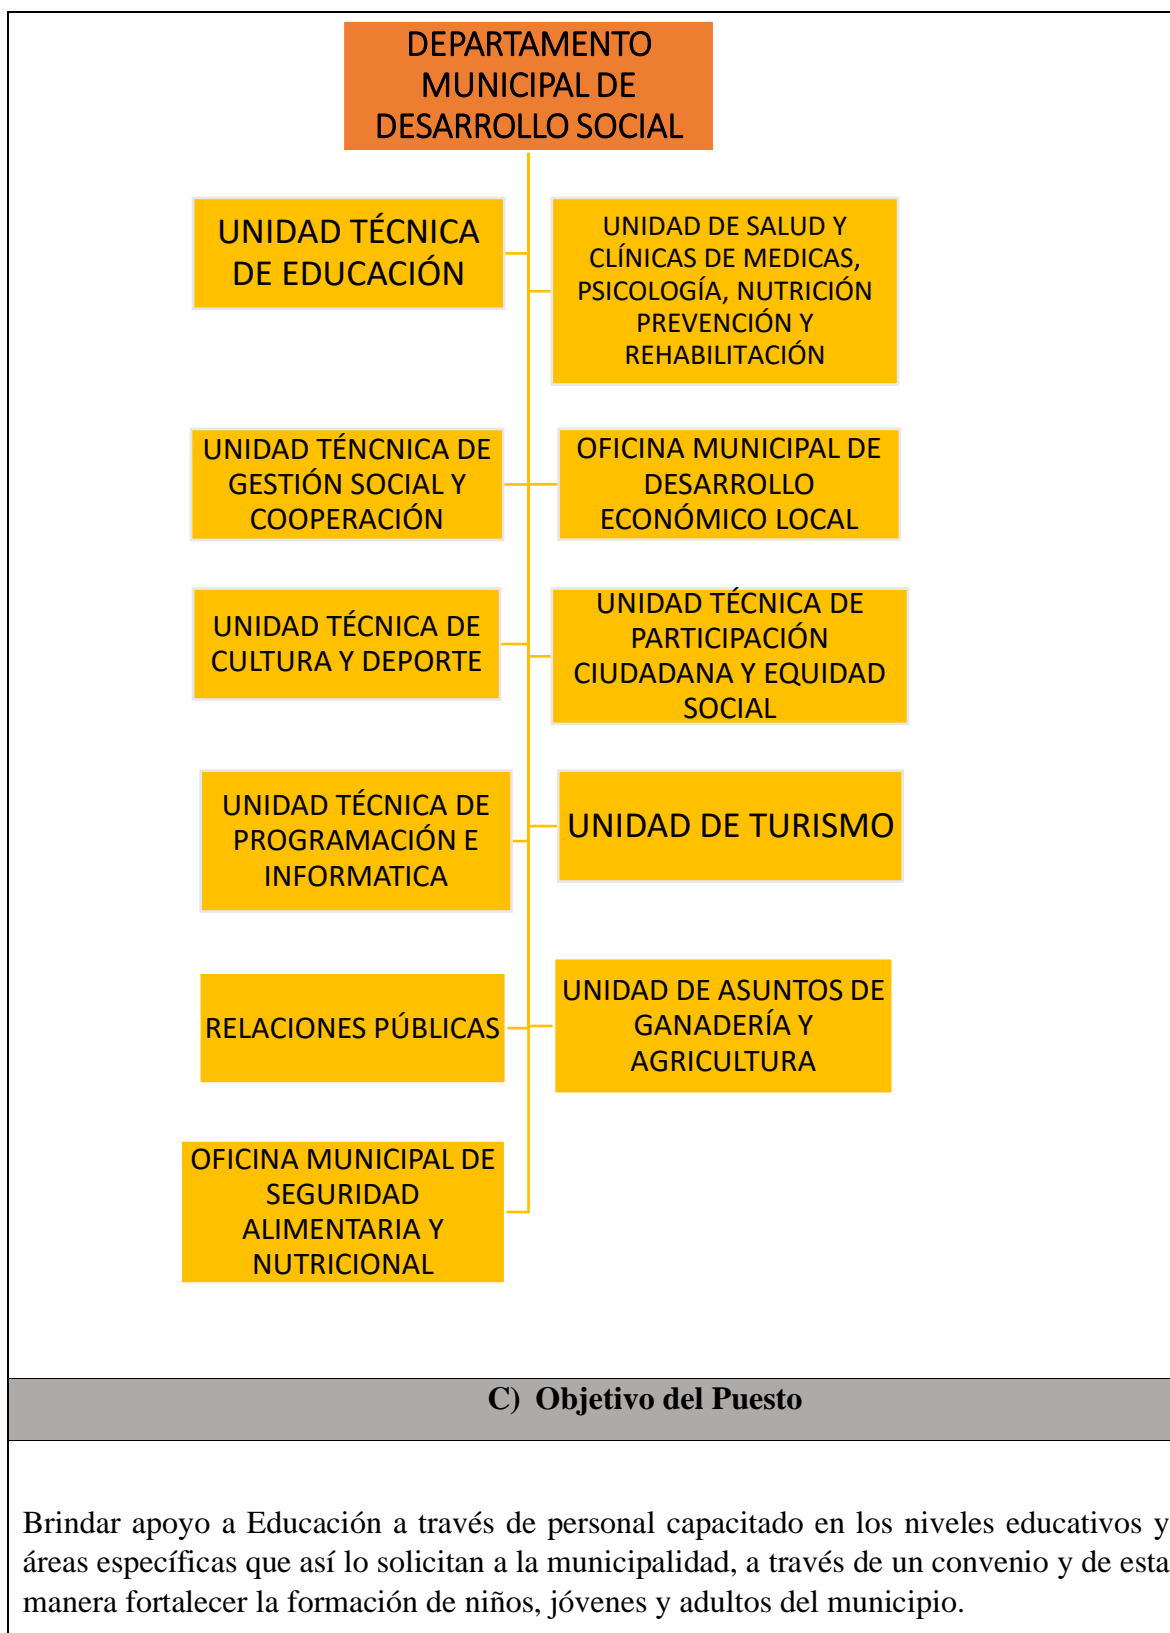 DEPARTAMENTO
MUNICIPAL DE
DESARROLLO SOCIAL
UNIDAD TÉCNICA
DE EDUCACIÓN
UNIDAD DE SALUD Y
CLÍNICAS DE MEDICAS,
PSICOLOGÍA, NUTRICIÓN
PREVENCIÓN Y
REHABILITACIÓN
UNIDAD TÉNCNICA DE
GESTIÓN SOCIAL Y
COOPERACIÓN
OFICINA MUNICIPAL DE
DESARROLLO
ECONÓMICO LOCAL
UNIDAD TÉCNICA DE
CULTURA Y DEPORTE
UNIDAD TÉCNICA DE
PARTICIPACIÓN
CIUDADANA Y EQUIDAD
SOCIAL
UNIDAD TÉCNICA DE
PROGRAMACIÓN E
INFORMATICA
UNIDAD DE TURISMO
RELACIONES PÚBLICAS
UNIDAD DE ASUNTOS DE
GANADERÍA Y
AGRICULTURA
OFICINA MUNICIPAL DE
SEGURIDAD
ALIMENTARIA Y
NUTRICIONAL
C) Objetivo del Puesto
Brindar apoyo a Educación a través de personal capacitado en los niveles educativos y
áreas específicas que así lo solicitan a la municipalidad, a través de un convenio y de esta
manera fortalecer la formación de niños, jóvenes y adultos del municipio.